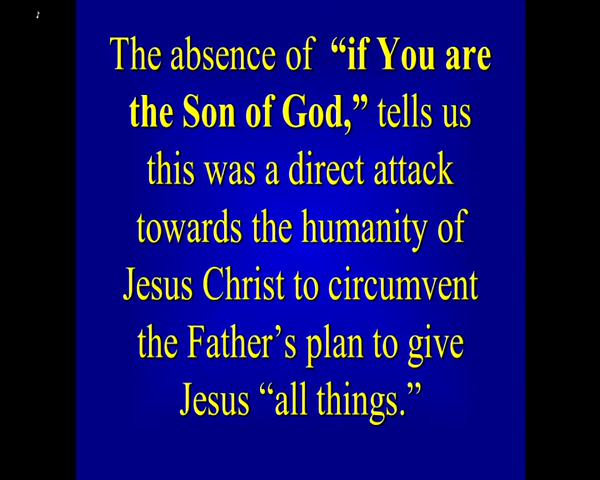 The absence of “if You are
the Son of God,” tells us
this was a direct attack
towards the humanity of
Jesus Christ to circumvent
the Father’s plan to give
Jesus “all things.”